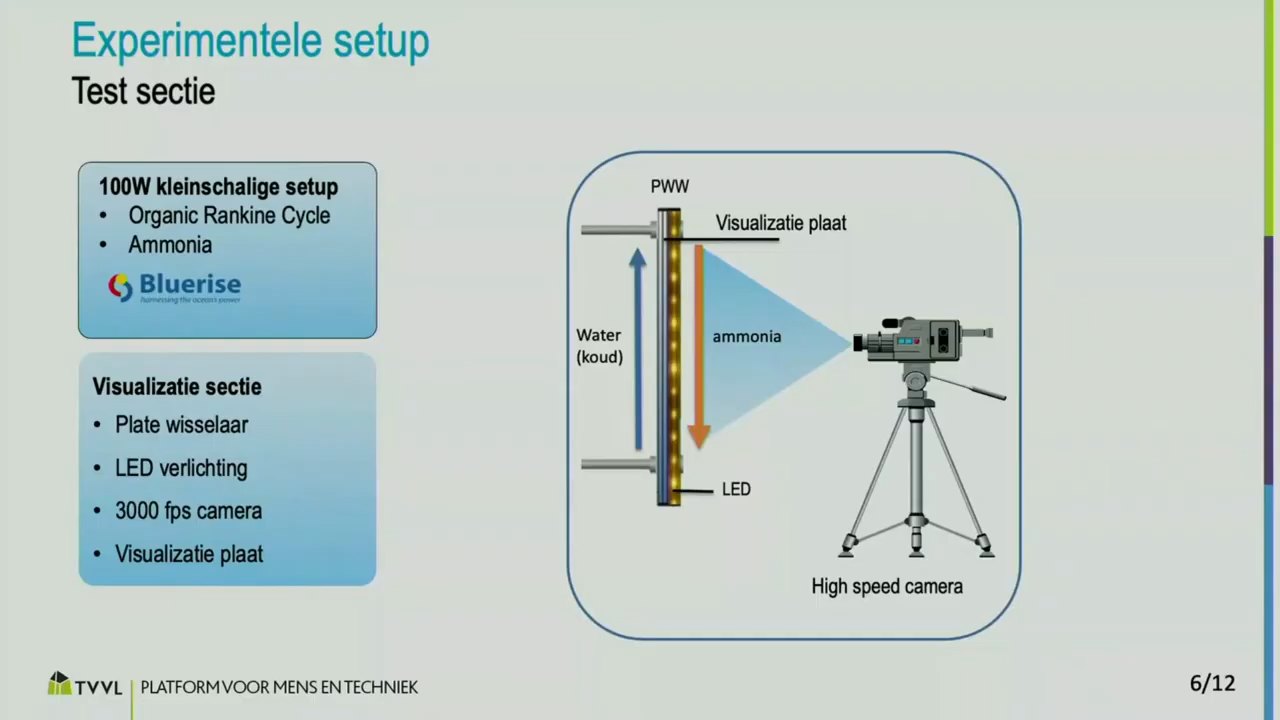 Experimentele setup
Test sectie
100W kleinschalige setup
• Organic Rankine Cycle
• Ammonia
Bluerise
harnessing the ocean's power
Visualizatie sectie
• Plate wisselaar
• LED verlichting
• 3000 fps camera
• Visualizatie plaat
PWW
Visualizatie plaat
Water
(koud)
ammonia
LED
High speed camera
TVVL
PLATFORM VOOR MENS EN TECHNIEK
6/12